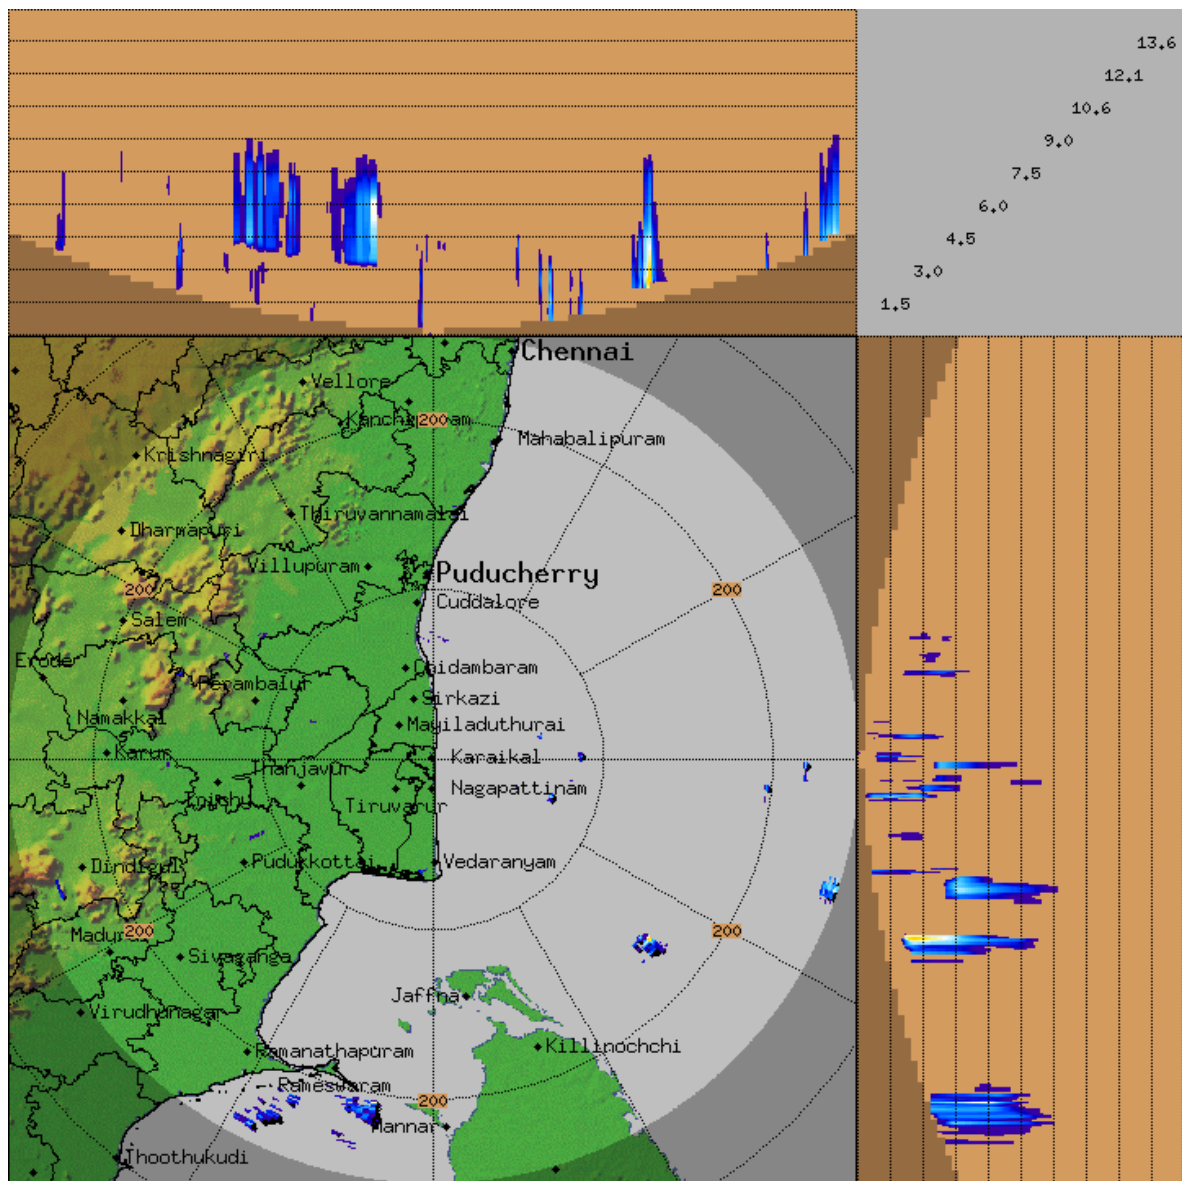 13.6
12.1
10.6
9.0
7.5
6.0
4.5
3.0
1.5
Chennai
Vellore
200
Mahabalipuram
Krishnagiri
Thiruvannamalai
Dharmapuri
Villupuram
Puducherry
200
200
Cuddalore
Salem
Erode
Chidambaram
Perambalur
Sirkazi
Namakkal
Mayiladuthurai
Karur
Karaikal
Thanjavur
Nagapattinam
Tiruvarur
Dindigul
Pudukkottai
Vedaranyam
200
200
Sivaganga
Jaffna
Virudhunagar
Killinochchi
Ramanathapuram
Rameswaram
200
Mannar
Thoothukudi